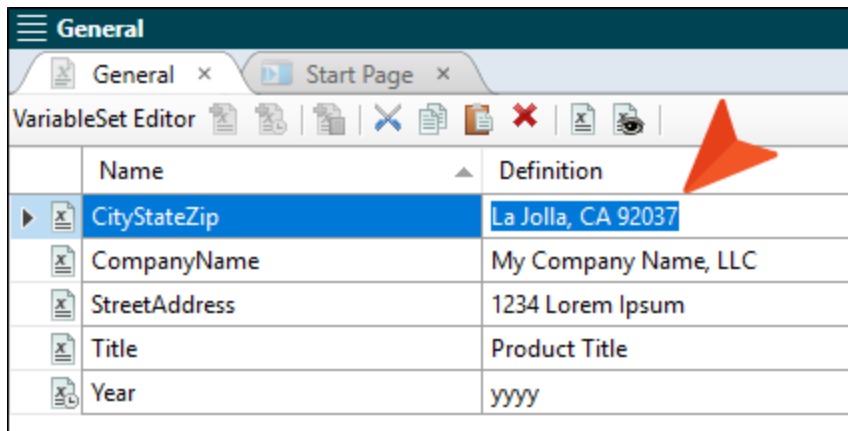 General
General × Start Page ×
VariableSet Editor
Name Definition
CityStateZip La Jolla, CA 92037
CompanyName My Company Name, LLC
StreetAddress 1234 Lorem Ipsum
Title Product Title
Year yyyy